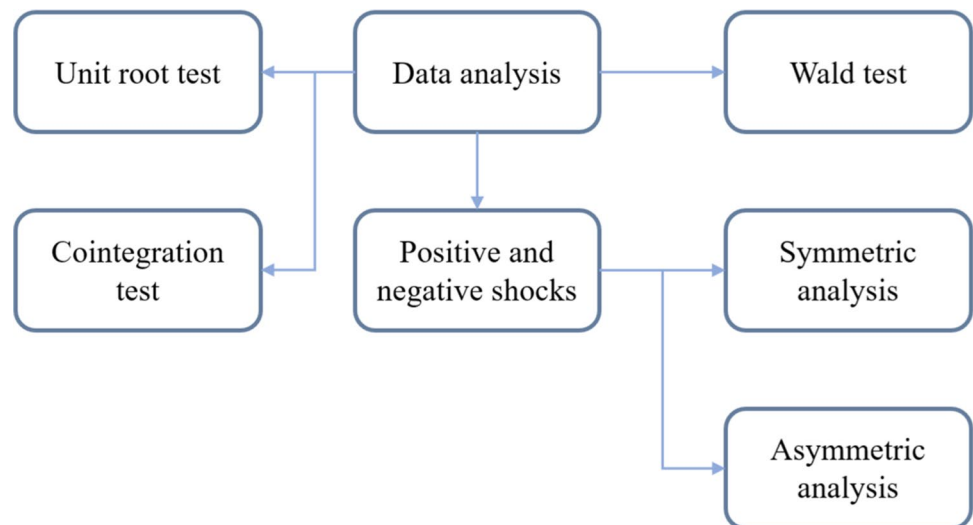 Unit root test
Data analysis
Wald test
Cointegration
test
Positive and
negative shocks
Symmetric
analysis
Asymmetric
analysis